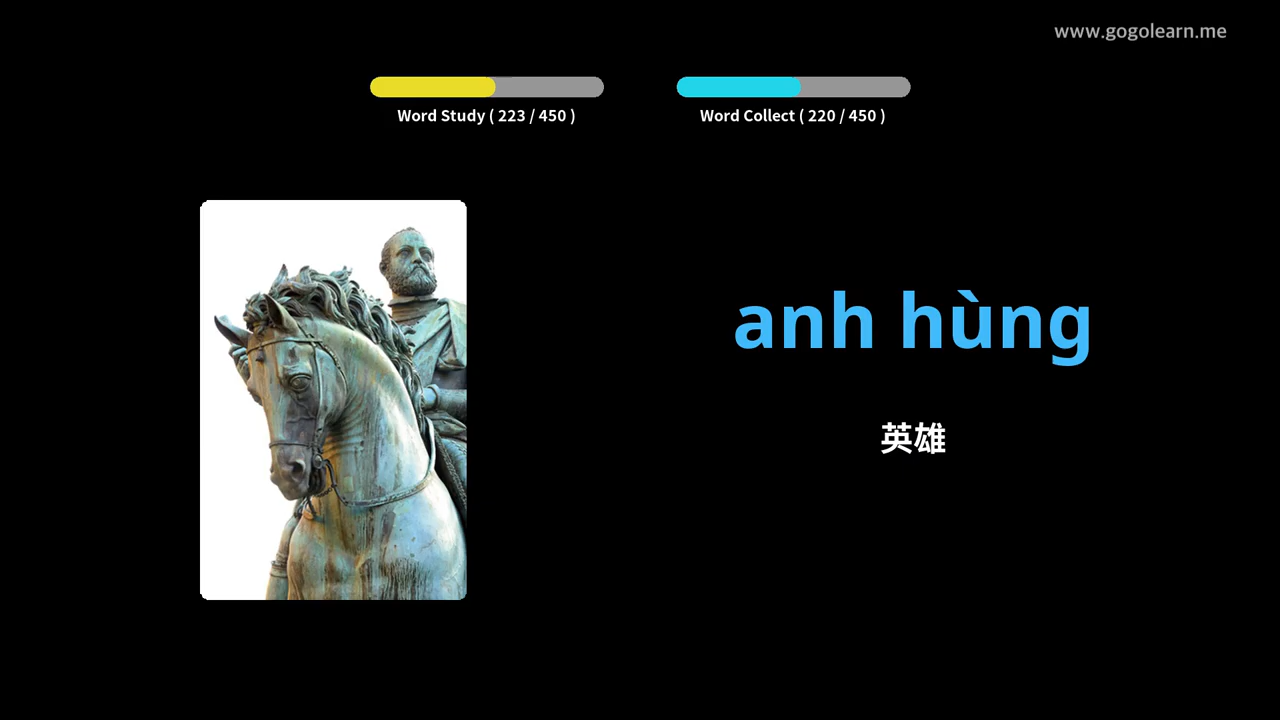 www.gogolearn.me
Word Study ( 223 / 450 )
Word Collect ( 220 / 450 )
anh hùng
英雄